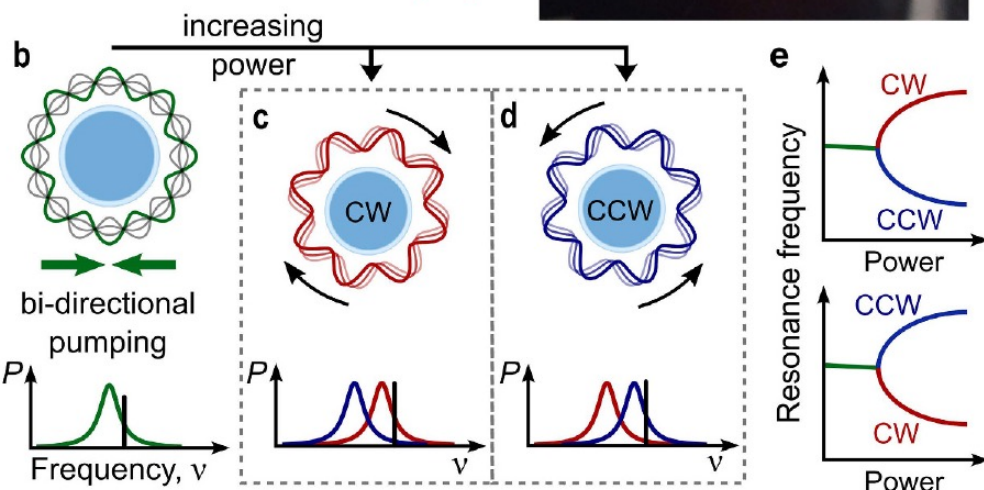 increasing
power
b
bi-directional
pumping
P
Frequency, ν
c
CW
P
ν
d
CCW
P
ν
e
Resonance frequency
CW
CCW
Power
CCW
CW
Power